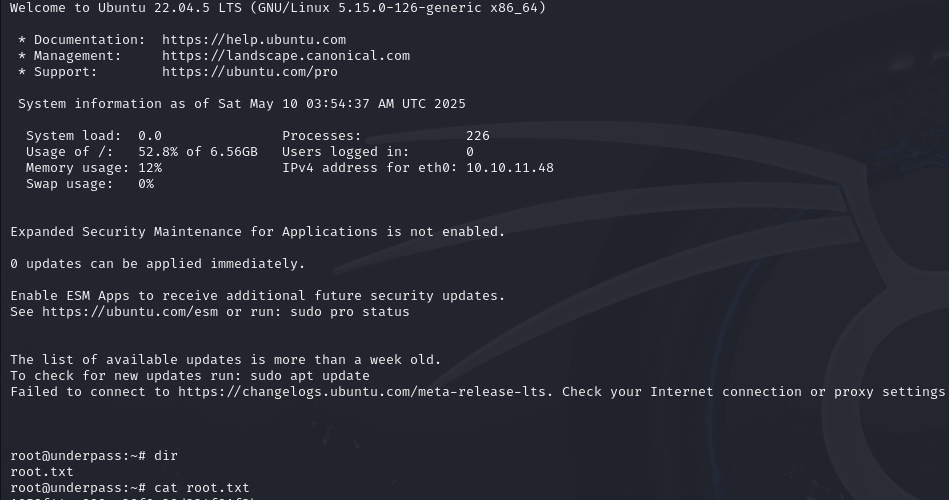 Welcome to Ubuntu 22.04.5 LTS (GNU/Linux 5.15.0-126-generic x86_64)
* Documentation:  https://help.ubuntu.com
* Management:     https://landscape.canonical.com
* Support:        https://ubuntu.com/pro
System information as of Sat May 10 03:54:37 AM UTC 2025
System load:  0.0               Processes:             226
Usage of /:   52.8% of 6.56GB   Users logged in:       0
Memory usage: 12%               IPv4 address for eth0: 10.10.11.48
Swap usage:   0%
Expanded Security Maintenance for Applications is not enabled.
0 updates can be applied immediately.
Enable ESM Apps to receive additional future security updates.
See https://ubuntu.com/esm or run: sudo pro status
The list of available updates is more than a week old.
To check for new updates run: sudo apt update
Failed to connect to https://changelogs.ubuntu.com/meta-release-lts. Check your Internet connection or proxy settings
root@underpass:~# dir
root.txt
root@underpass:~# cat root.txt